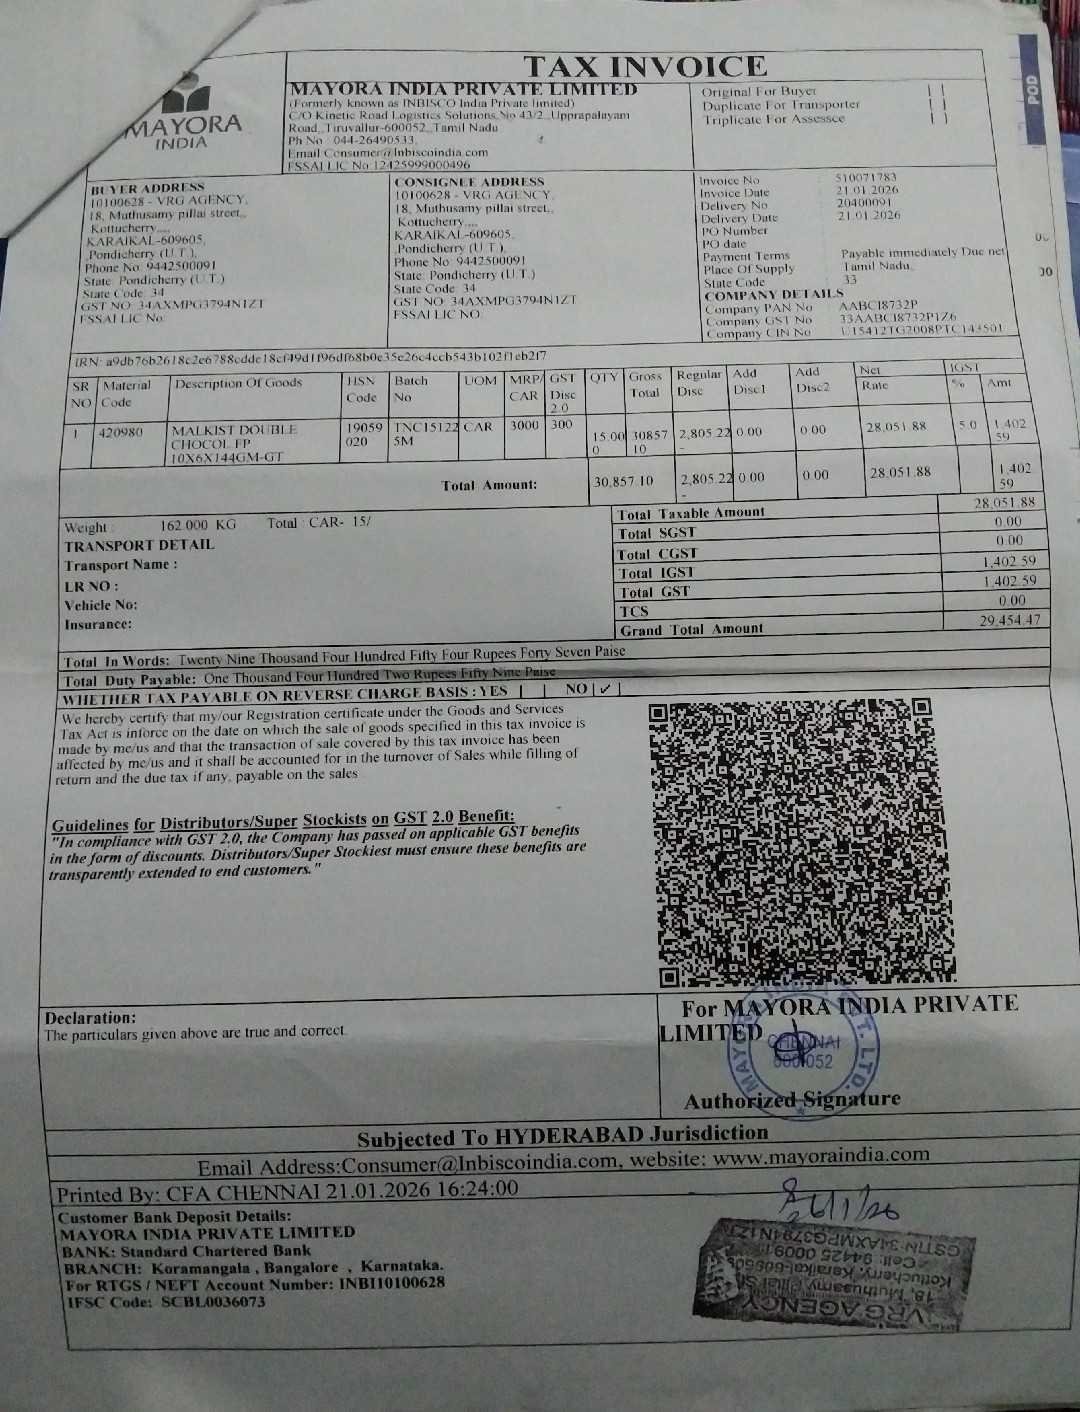 POD
MAYORA
INDIA
TAX INVOICE
MAYORA INDIA PRIVATE LIMITED
(Formerly known as INBISCO India Private limited)
C/O Kinetic Road Logistics Solutions,No 43/2,,Upprapalayam
Road,,Tiruvallur-600052,,Tamil Nadu
Ph No : 044-26490533,
Email Consumer@Inbiscoindia.com
FSSAI LIC No:12425999000496
Original For Buyer | |
Duplicate For Transporter | |
Triplicate For Assessee | |
BUYER ADDRESS
10100628 - VRG AGENCY,
18, Muthusamy pillai street,,
Kottucherry,,,,
KARAIKAL-609605,
,Pondicherry (U.T.),
Phone No: 9442500091
State: Pondicherry (U.T.)
State Code: 34
GST NO: 34AXMPG3794N1ZT
FSSAI LIC No:
CONSIGNEE ADDRESS
10100628 - VRG AGENCY,
18, Muthusamy pillai street,,
Kottucherry,,,,
KARAIKAL-609605,
,Pondicherry (U.T.),
Phone No: 9442500091
State: Pondicherry (U.T.)
State Code: 34
GST NO: 34AXMPG3794N1ZT
FSSAI LIC NO:
Invoice No : 510071783
Invoice Date : 21.01.2026
Delivery No : 20400091
Delivery Date : 21.01.2026
PO Number
PO date
Payment Terms : Payable immediately Due net
Place Of Supply : Tamil Nadu,
State Code : 33
COMPANY DETAILS
Company PAN No : AABCI8732P
Company GST No : 33AABCI8732P1Z6
Company CIN No : U15412TG2008PTC143501
IRN: a9db76b2618c2e6788eddc18cf49d1f96df68b0e35e26c4ccb543b102f1eb2f7
SR NO Material Code Description Of Goods HSN Code Batch No UOM MRP/ CAR GST Disc 2.0 QTY Gross Total Regular Disc Add Disc1 Add Disc2 Net Rate IGST % Amt
1 420980 MALKIST DOUBLE CHOCOL FP 10X6X144GM-GT 19059020 TNC151225M CAR 3000 300 15.000 30857.10 2,805.22- 0.00 0.00 28,051.88 5.0 1,402.59
Total Amount: 30,857.10 2,805.22- 0.00 0.00 28,051.88 1,402.59
Weight : 162.000 KG Total : CAR- 15/
TRANSPORT DETAIL
Transport Name :
LR NO :
Vehicle No:
Insurance:
Total Taxable Amount 28,051.88
Total SGST 0.00
Total CGST 0.00
Total IGST 1,402.59
Total GST 1,402.59
TCS 0.00
Grand Total Amount 29,454.47
Total In Words: Twenty Nine Thousand Four Hundred Fifty Four Rupees Forty Seven Paise
Total Duty Payable: One Thousand Four Hundred Two Rupees Fifty Nine Paise
WHETHER TAX PAYABLE ON REVERSE CHARGE BASIS : YES | | NO |✓|
We hereby certify that my/our Registration certificate under the Goods and Services
Tax Act is inforce on the date on which the sale of goods specified in this tax invoice is
made by me/us and that the transaction of sale covered by this tax invoice has been
affected by me/us and it shall be accounted for in the turnover of Sales while filling of
return and the due tax if any, payable on the sales
Guidelines for Distributors/Super Stockists on GST 2.0 Benefit:
"In compliance with GST 2.0, the Company has passed on applicable GST benefits
in the form of discounts. Distributors/Super Stockiest must ensure these benefits are
transparently extended to end customers."
Declaration:
The particulars given above are true and correct.
For MAYORA INDIA PRIVATE
LIMITED
MAYORA INDIA PVT. LTD.
CHENNAI
600 052
Authorized Signature
Subjected To HYDERABAD Jurisdiction
Email Address:Consumer@Inbiscoindia.com, website: www.mayoraindia.com
Printed By: CFA CHENNAI 21.01.2026 16:24:00
Customer Bank Deposit Details:
MAYORA INDIA PRIVATE LIMITED
BANK: Standard Chartered Bank
BRANCH: Koramangala , Bangalore , Karnataka.
For RTGS / NEFT Account Number: INBI10100628
IFSC Code: SCBL0036073
26/1/26
VRG AGENCY
18, Muthusamy Pillai St
Kottucherry, Karaikal-609605
Cell: 94425 00091
GSTIN-34AXMPG3794N1ZT